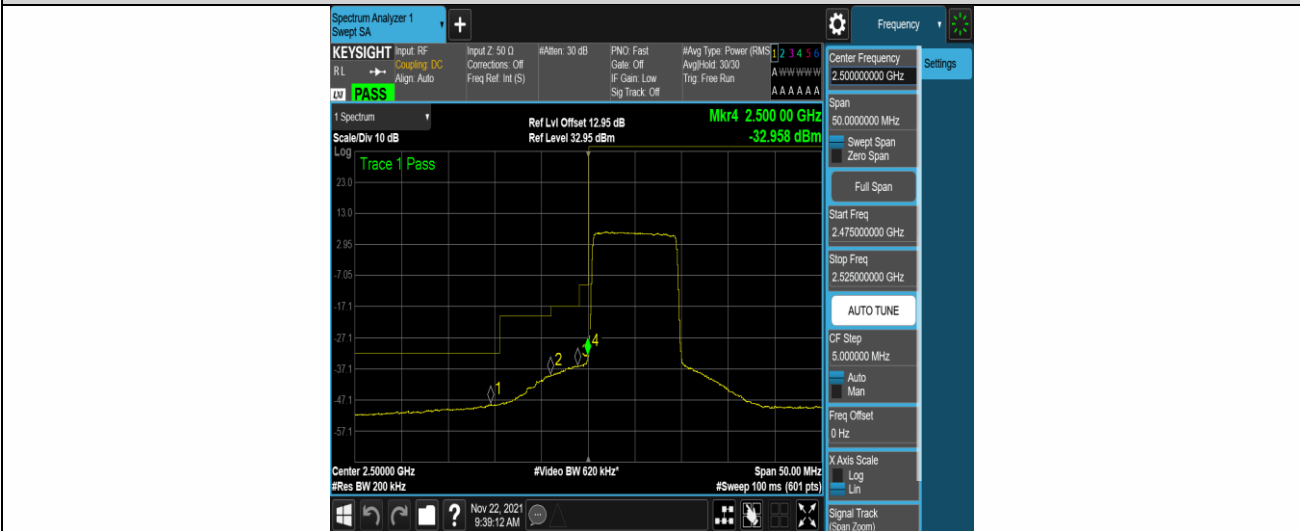 Spectrum Analyzer 1
Swept SA
+
Frequency
KEYSIGHT
R L
LXI PASS
Input: RF
Coupling: DC
Align: Auto
Input Z: 50 Ω
Corrections: Off
Freq Ref: Int (S)
#Atten: 30 dB
PNO: Fast
Gate: Off
IF Gain: Low
Sig Track: Off
#Avg Type: Power (RMS
Avg|Hold: 30/30
Trig: Free Run
1 2 3 4 5 6
A W W W W W
A A A A A A
1 Spectrum
Scale/Div 10 dB
Ref Lvl Offset 12.95 dB
Ref Level 32.95 dBm
Mkr4 2.500 00 GHz
-32.958 dBm
Log
Trace 1 Pass
23.0
13.0
2.95
-7.05
-17.1
-27.1
-37.1
-47.1
-57.1
1
2
3
4
Center 2.50000 GHz
#Res BW 200 kHz
#Video BW 620 kHz*
Span 50.00 MHz
#Sweep 100 ms (601 pts)
?
Nov 22, 2021
9:39:12 AM
Center Frequency
2.500000000 GHz
Settings
Span
50.0000000 MHz
Swept Span
Zero Span
Full Span
Start Freq
2.475000000 GHz
Stop Freq
2.525000000 GHz
AUTO TUNE
CF Step
5.000000 MHz
Auto
Man
Freq Offset
0 Hz
X Axis Scale
Log
Lin
Signal Track
(Span Zoom)